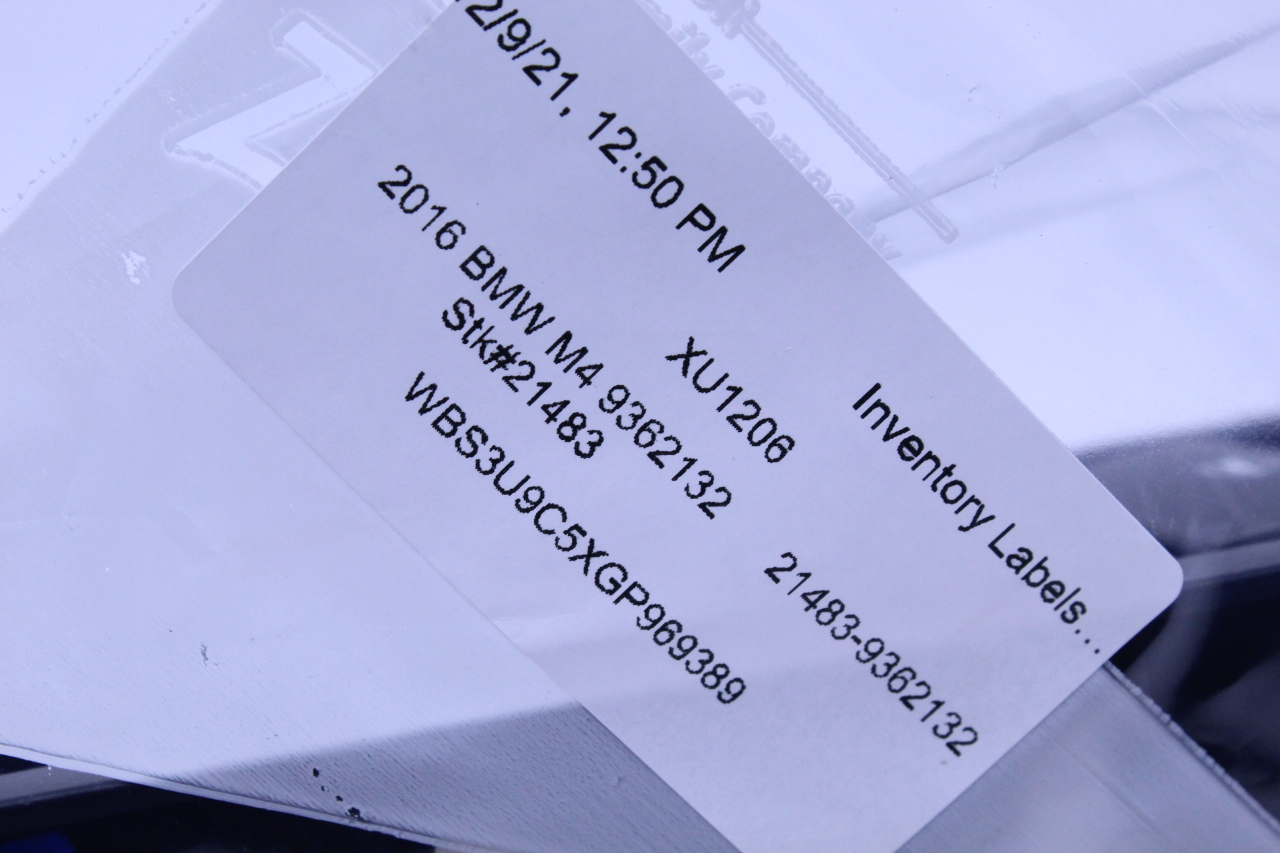 2/9/21, 12:50 PM
Inventory Labels...
XU1206
21483-9362132
2016 BMW M4 9362132
Stk#21483
WBS3U9C5XGP969389